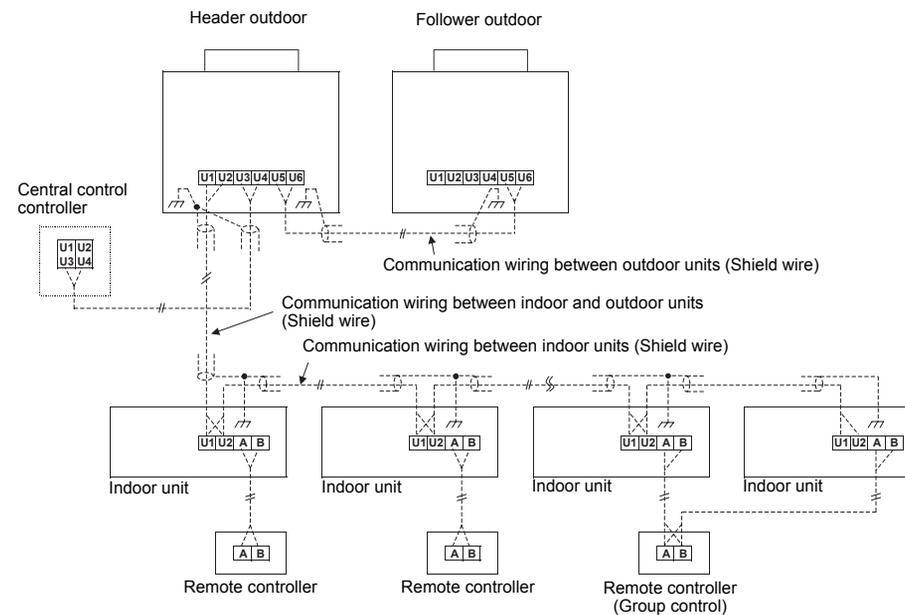 Header outdoor
Follower outdoor
U1 U2 U3 U4 U5 U6
U1 U2 U3 U4 U5 U6
Central control
controller
U1 U2
U3 U4
Communication wiring between outdoor units (Shield wire)
Communication wiring between indoor and outdoor units
(Shield wire)
Communication wiring between indoor units (Shield wire)
U1 U2 A B
U1 U2 A B
U1 U2 A B
U1 U2 A B
Indoor unit
Indoor unit
Indoor unit
Indoor unit
A B
A B
A B
Remote controller
Remote controller
Remote controller
(Group control)